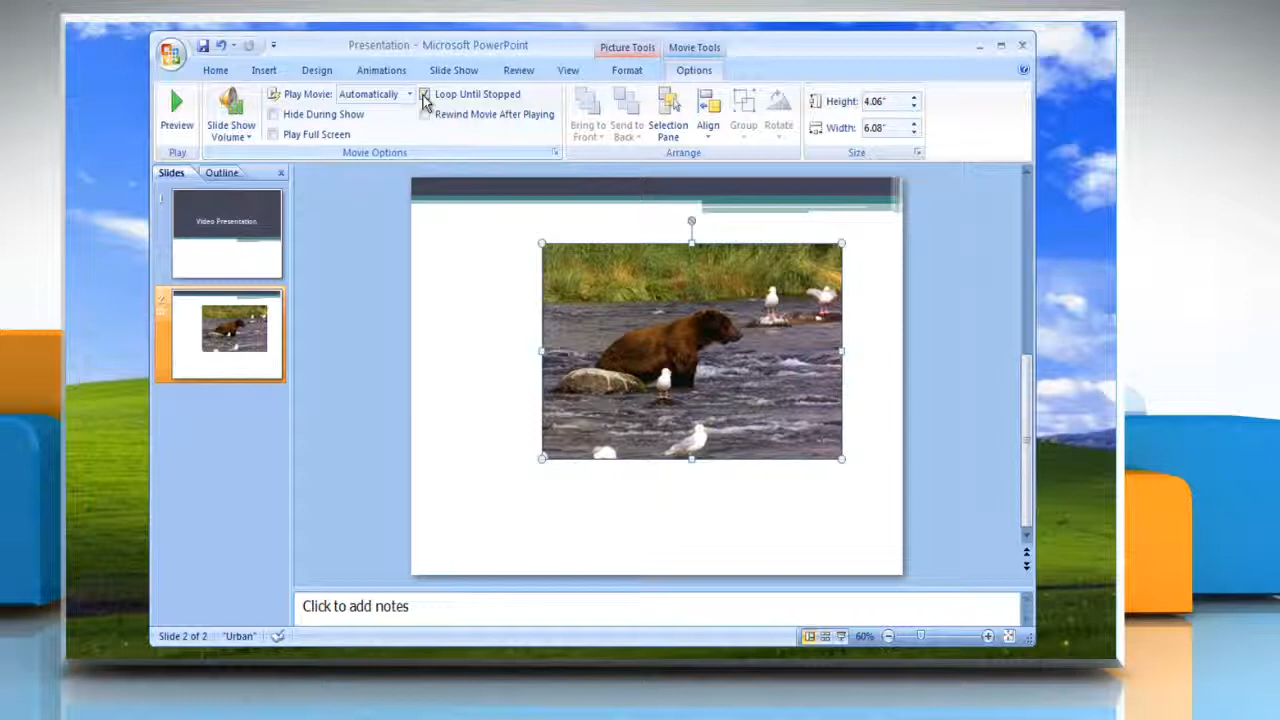 Presentation - Microsoft PowerPoint
Picture Tools
Movie Tools
Home
Insert
Design
Animations
Slide Show
Review
View
Format
Options
Preview
Slide Show Volume
Play Movie: Automatically
Hide During Show
Play Full Screen
Loop Until Stopped
Rewind Movie After Playing
Bring to Front
Send to Back
Selection Pane
Align
Group
Rotate
Height: 4.06"
Width: 6.08"
Play
Movie Options
Arrange
Size
Slides
Outline
1
Video Presentation
2
Click to add notes
Slide 2 of 2
"Urban"
60%